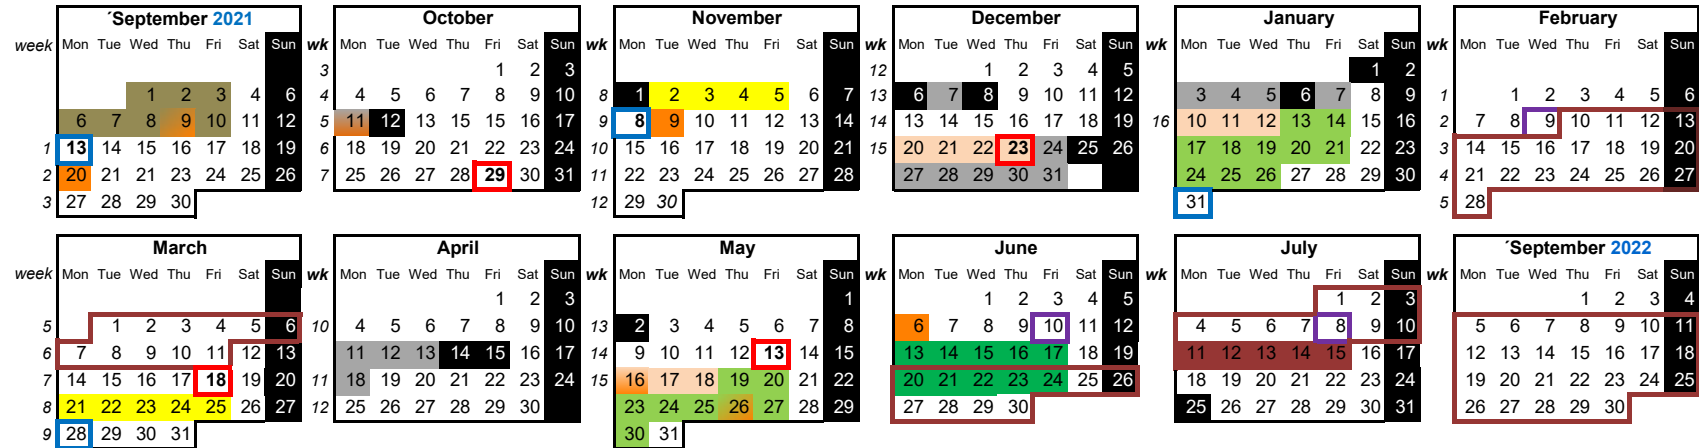 ´September 2021 October November December January February
week Mon Tue Wed Thu Fri Sat Sun wk Mon Tue Wed Thu Fri Sat Sun wk Mon Tue Wed Thu Fri Sat Sun wk Mon Tue Wed Thu Fri Sat Sun wk Mon Tue Wed Thu Fri Sat Sun wk Mon Tue Wed Thu Fri Sat Sun
3 1 2 3 12 1 2 3 4 5 1 2
1 2 3 4 6 4 4 5 6 7 8 9 10 8 1 2 3 4 5 6 7 13 6 7 8 9 10 11 12 3 4 5 6 7 8 9 1 1 2 3 4 5 6
6 7 8 9 10 11 12 5 11 12 13 14 15 16 17 9 8 9 10 11 12 13 14 14 13 14 15 16 17 18 19 16 10 11 12 13 14 15 16 2 7 8 9 10 11 12 13
1 13 14 15 16 17 18 19 6 18 19 20 21 22 23 24 10 15 16 17 18 19 20 21 15 20 21 22 23 24 25 26 17 18 19 20 21 22 23 3 14 15 16 17 18 19 20
2 20 21 21 23 24 25 26 7 25 26 27 28 29 30 31 11 22 23 24 25 26 27 28 27 28 29 30 31 24 25 26 27 28 29 30 4 21 22 23 24 25 26 27
3 27 28 29 30 12 29 30 31 5 28
March April May June July ´September 2022
week Mon Tue Wed Thu Fri Sat Sun wk Mon Tue Wed Thu Fri Sat Sun wk Mon Tue Wed Thu Fri Sat Sun wk Mon Tue Wed Thu Fri Sat Sun wk Mon Tue Wed Thu Fri Sat Sun wk Mon Tue Wed Thu Fri Sat Sun
1 2 3 1 1 2 3 4 5 1 2 3 1 2 3 4
5 1 2 3 4 5 6 10 4 5 6 7 8 9 10 13 2 3 4 5 6 7 8 6 7 8 9 10 11 12 4 5 6 7 8 9 10 5 6 7 8 9 10 11
6 7 8 9 10 11 12 13 11 12 13 14 15 16 17 14 9 10 11 12 13 14 15 13 14 15 16 17 18 19 11 12 13 14 15 16 17 12 13 14 15 16 17 18
7 14 15 16 17 18 19 20 11 18 19 20 21 22 23 24 15 16 17 18 19 20 21 22 20 21 22 23 24 25 26 18 19 20 21 22 23 24 19 20 21 22 23 24 25
8 21 22 23 24 25 26 27 12 25 26 27 28 29 30 23 24 25 26 27 28 29 27 28 29 30 25 26 27 28 29 30 31 26 27 28 29 30
9 28 29 30 31 30 31